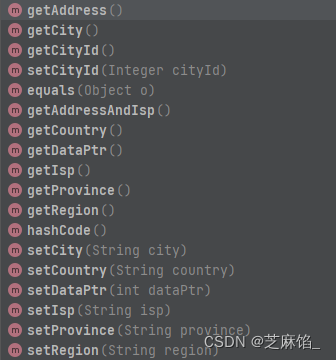 getAddress()
getCity()
getCityId()
setCityId(Integer cityId)
equals(Object o)
getAddressAndIsp()
getCountry()
getDataPtr()
getIsp()
getProvince()
getRegion()
hashCode()
setCity(String city)
setCountry(String country)
setDataPtr(int dataPtr)
setIsp(String isp)
setProvince(String province)
setRegion(String region)
CSDN @芝麻馅_